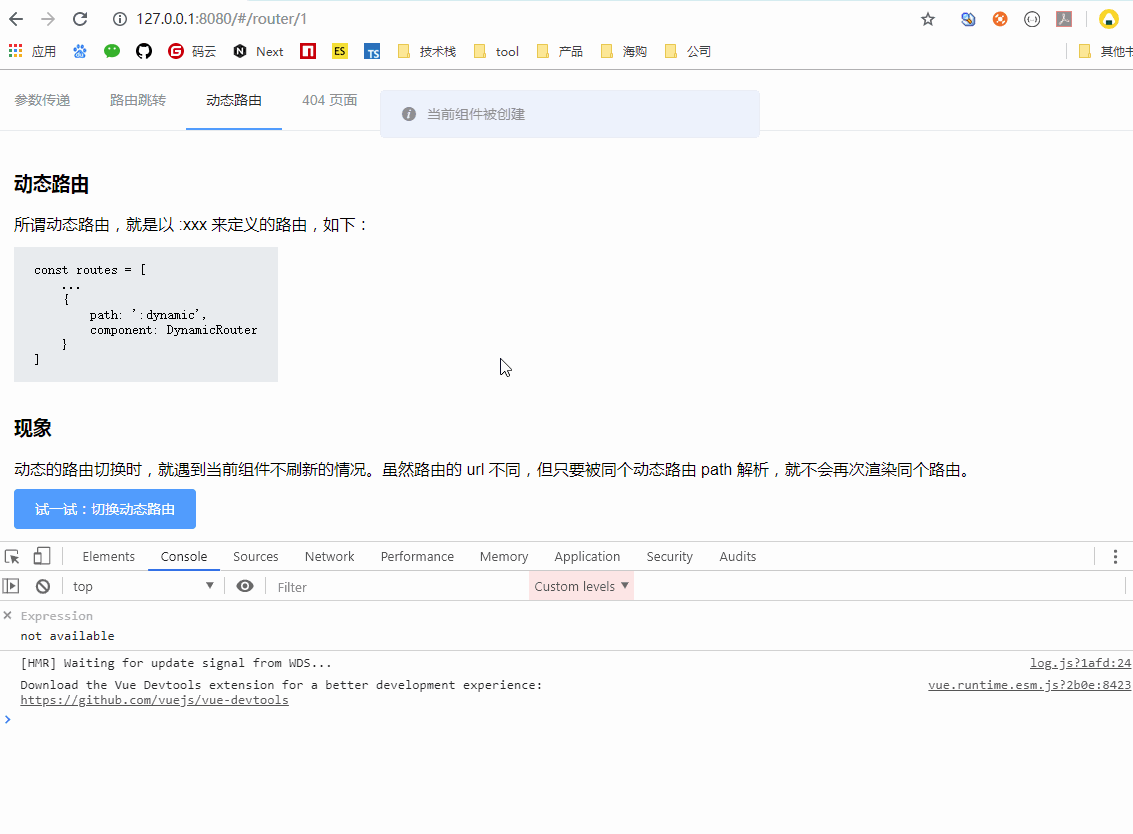 127.0.0.1:8080/#/router/1
应用 码云 Next ES TS 技术栈 tool 产品 海购 公司
参数传递 路由跳转 动态路由 404 页面
当前组件被创建
动态路由
所谓动态路由，就是以 :xxx 来定义的路由，如下：
const routes = [
...
{
path: ':dynamic',
component: DynamicRouter
}
]
现象
动态的路由切换时，就遇到当前组件不刷新的情况。虽然路由的 url 不同，但只要被同个动态路由 path 解析，就不会再次渲染同个路由。
试一试：切换动态路由
Elements Console Sources Network Performance Memory Application Security Audits
top Filter Custom levels
Expression
not available
[HMR] Waiting for update signal from WDS... log.js?1afd:24
Download the Vue Devtools extension for a better development experience: vue.runtime.esm.js?2b0e:8423
https://github.com/vuejs/vue-devtools